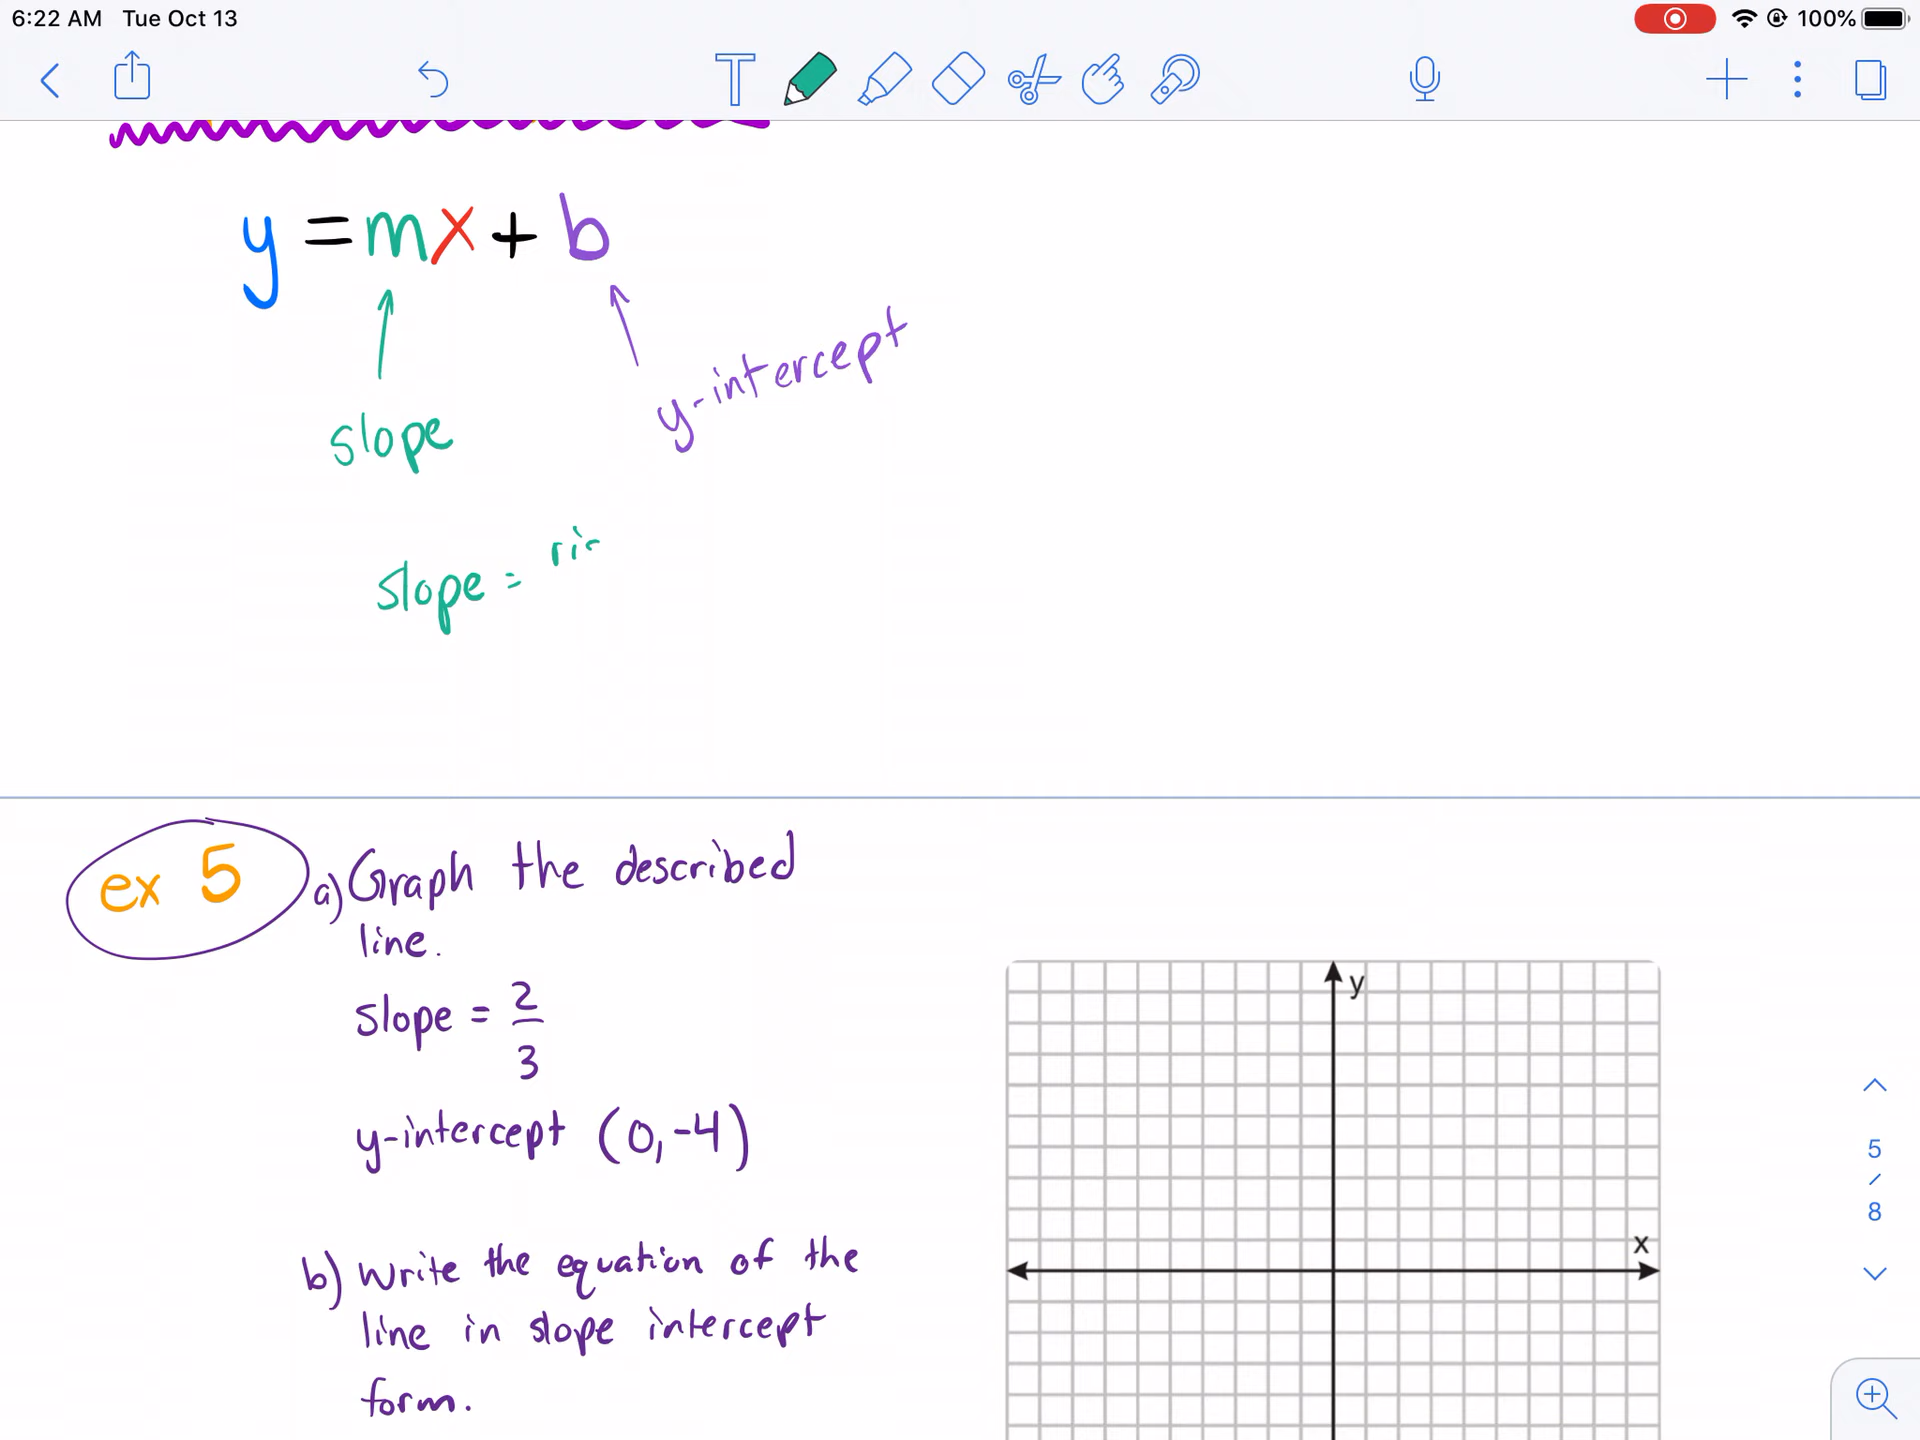 6:22 AM Tue Oct 13
100%
T
y = mx + b
slope
y-intercept
slope =
ex 5
a) Graph the described
line.
slope = 2/3
y-intercept (0,-4)
b) Write the equation of the
line in slope intercept
form.
y
x
5
/
8